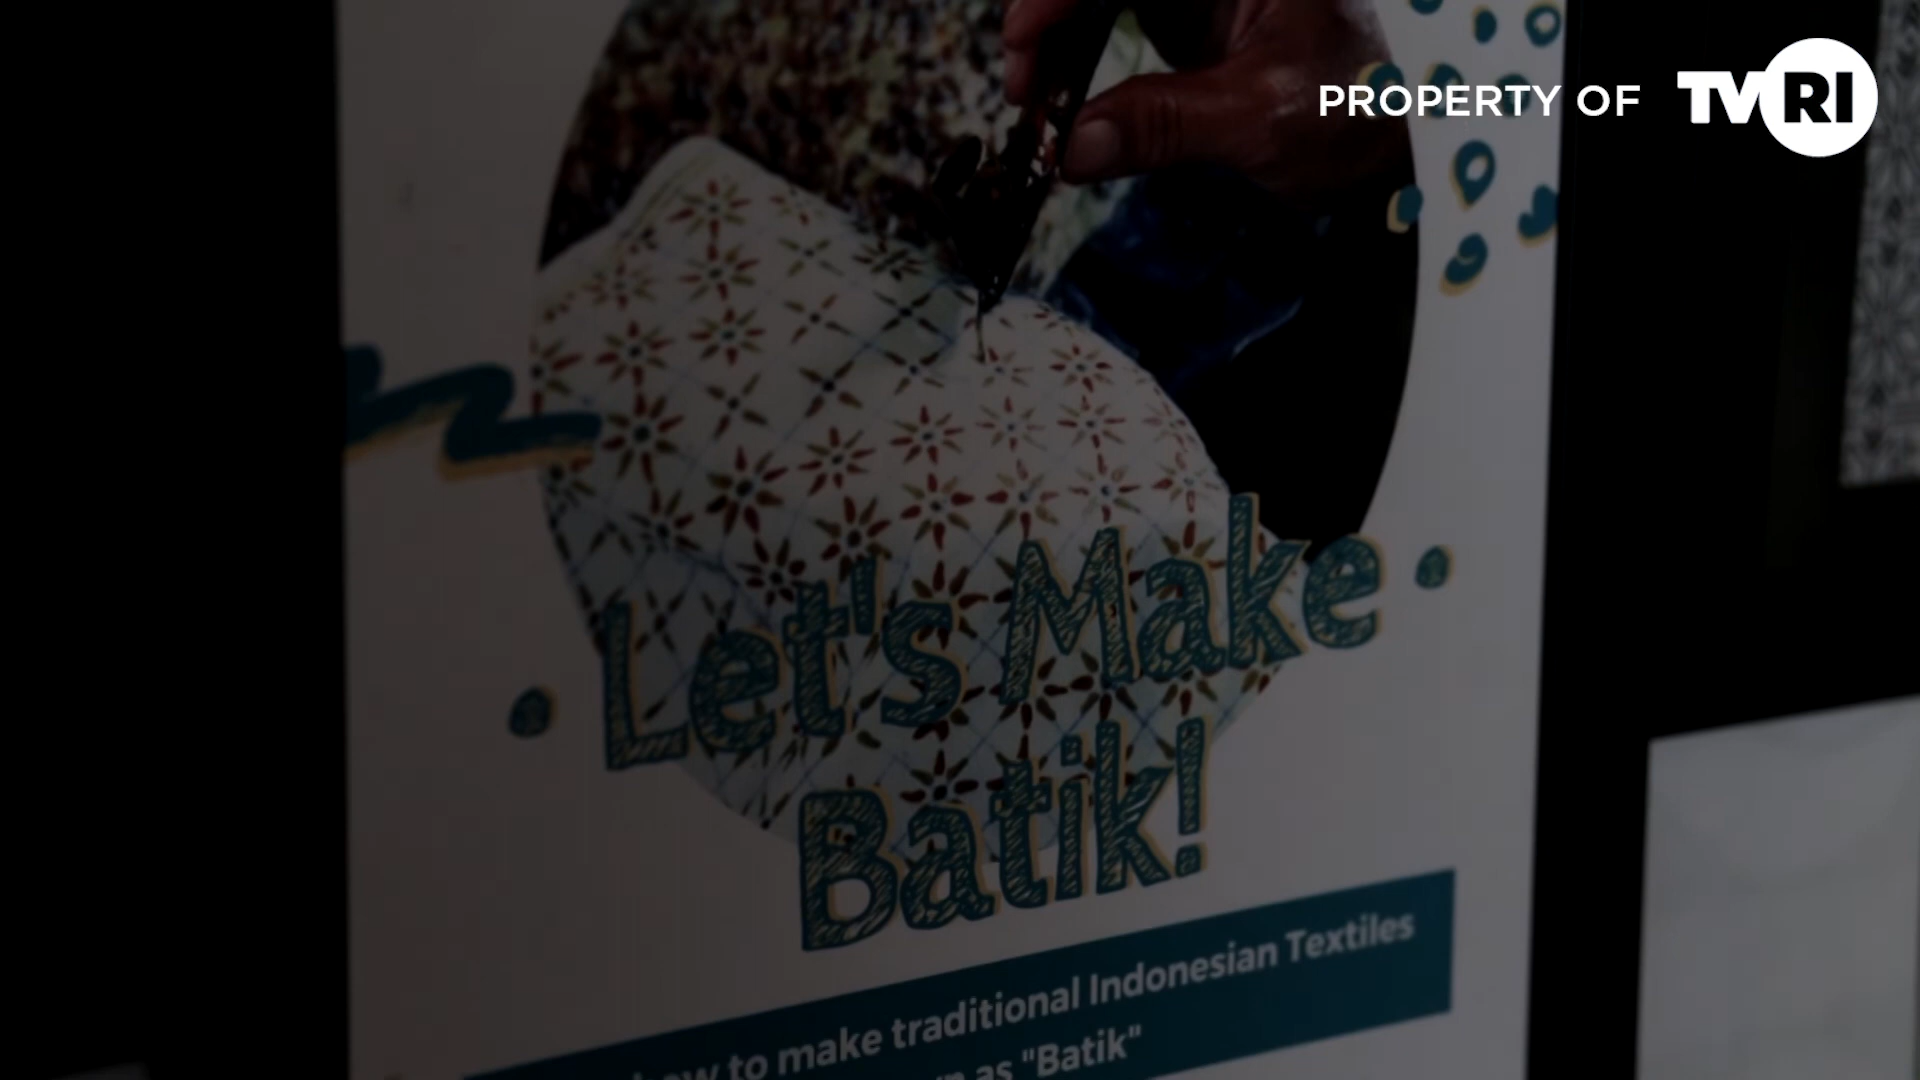 PROPERTY OF TVRI
Let's Make
Batik!
to make traditional Indonesian Textiles
as "Batik"